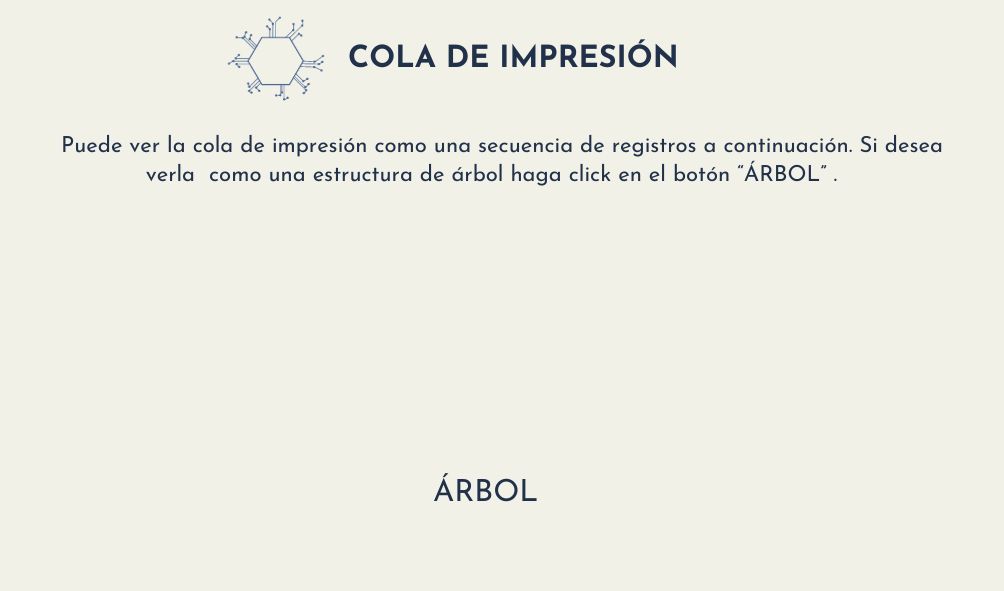 COLA DE IMPRESIÓN
Puede ver la cola de impresión como una secuencia de registros a continuación. Si desea
verla  como una estructura de árbol haga click en el botón “ÁRBOL” .
ÁRBOL